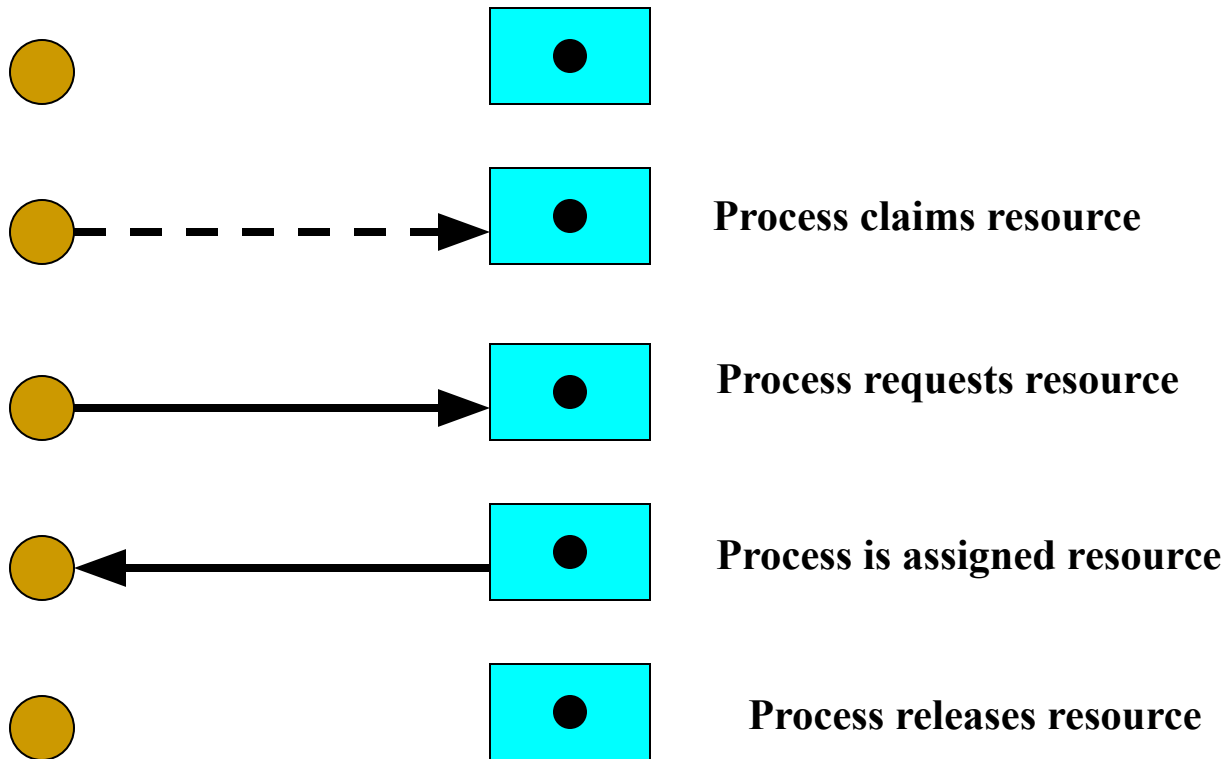 Process claims resource
Process requests resource
Process is assigned resource
Process releases resource